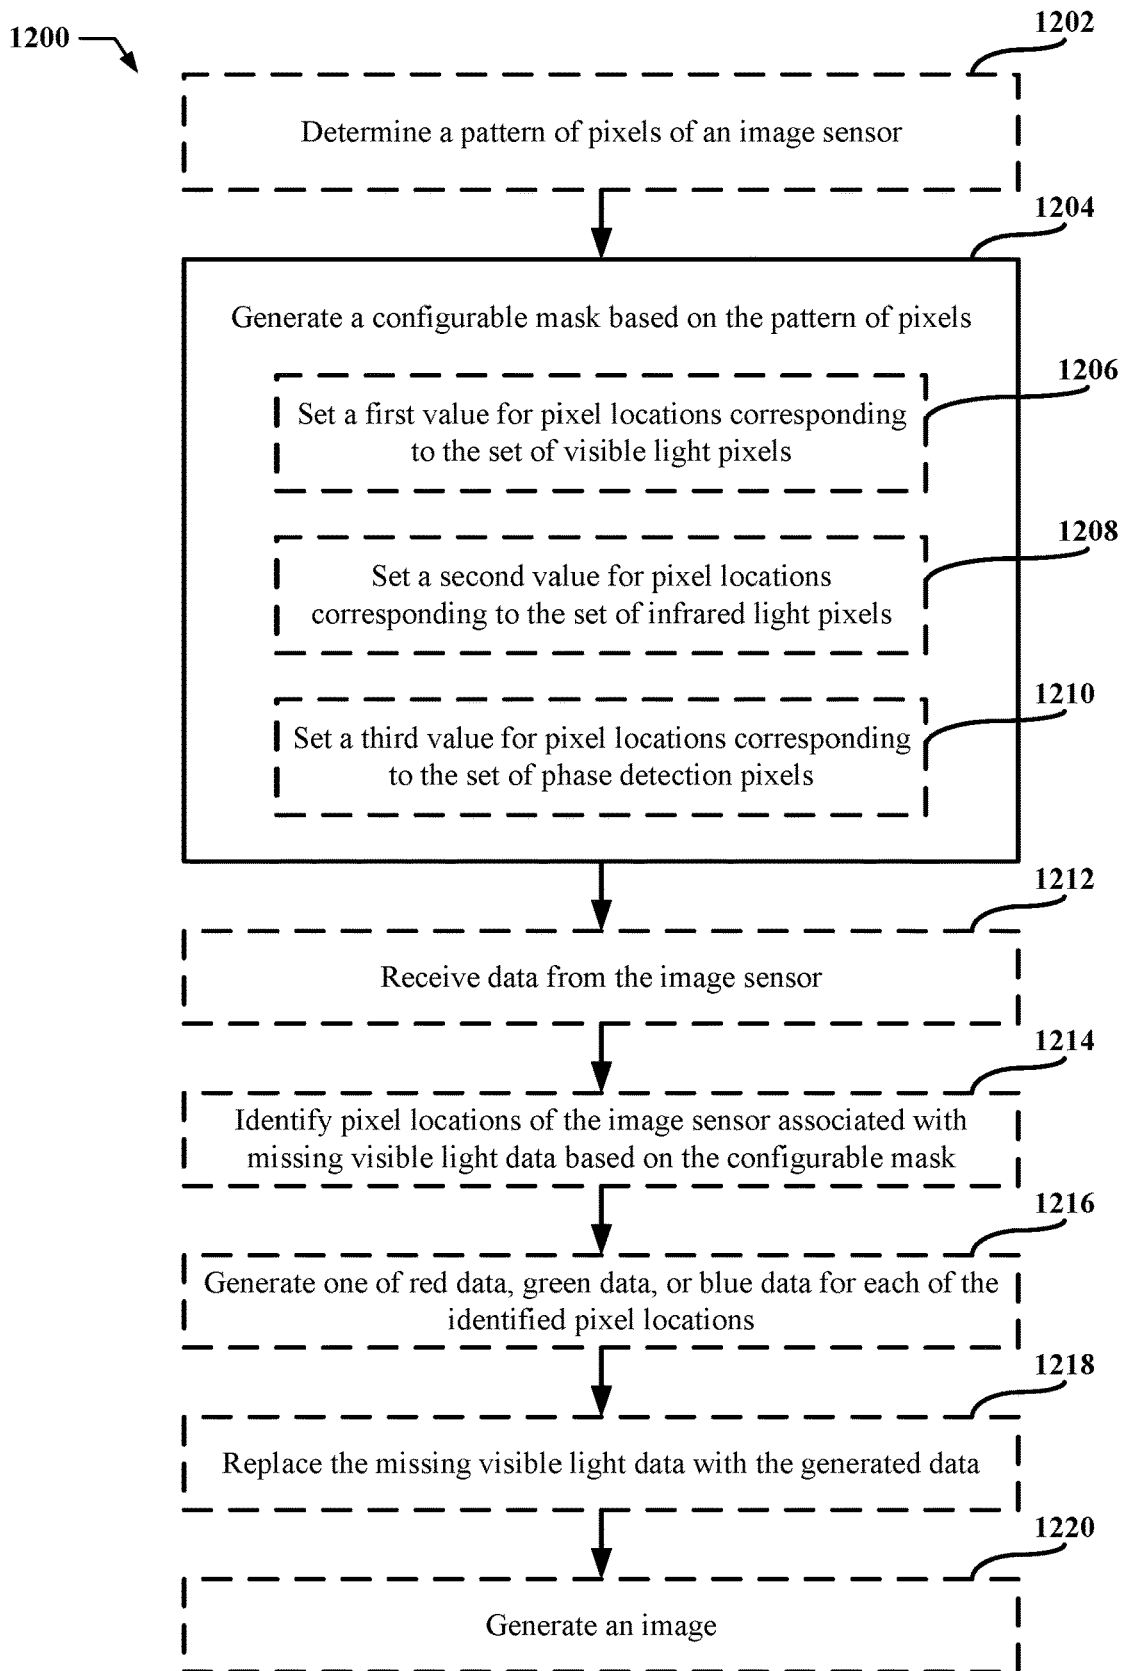 1200
1202
Determine a pattern of pixels of an image sensor
1204
Generate a configurable mask based on the pattern of pixels
1206
Set a first value for pixel locations corresponding
to the set of visible light pixels
1208
Set a second value for pixel locations
corresponding to the set of infrared light pixels
1210
Set a third value for pixel locations corresponding
to the set of phase detection pixels
1212
Receive data from the image sensor
1214
Identify pixel locations of the image sensor associated with
missing visible light data based on the configurable mask
1216
Generate one of red data, green data, or blue data for each of the
identified pixel locations
1218
Replace the missing visible light data with the generated data
1220
Generate an image